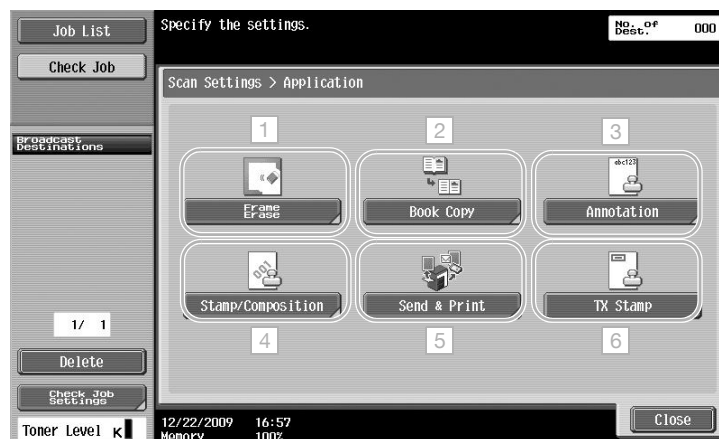 Job List
Check Job
Broadcast
Destinations
1/ 1
Delete
Check Job
Settings
Toner Level K
Specify the settings.
No. of
Dest.
000
Scan Settings > Application
1
2
3
abc123
Frame
Erase
Book Copy
Annotation
001
Stamp/Composition
Send & Print
TX Stamp
4
5
6
Close
12/22/2009 16:57
Memory 100%